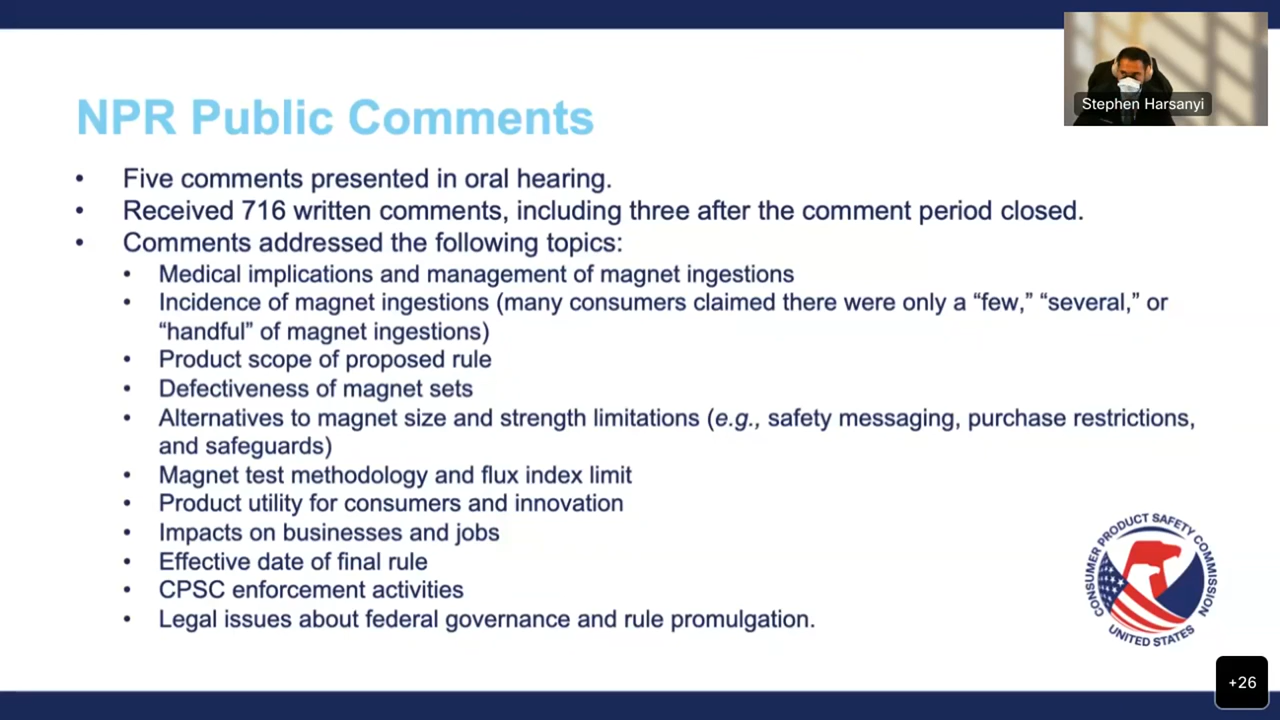 NPR Public Comments
Stephen Harsanyi
• Five comments presented in oral hearing.
• Received 716 written comments, including three after the comment period closed.
• Comments addressed the following topics:
• Medical implications and management of magnet ingestions
• Incidence of magnet ingestions (many consumers claimed there were only a “few,” “several,” or
“handful” of magnet ingestions)
• Product scope of proposed rule
• Defectiveness of magnet sets
• Alternatives to magnet size and strength limitations (e.g., safety messaging, purchase restrictions,
and safeguards)
• Magnet test methodology and flux index limit
• Product utility for consumers and innovation
• Impacts on businesses and jobs
• Effective date of final rule
• CPSC enforcement activities
• Legal issues about federal governance and rule promulgation.
CONSUMER PRODUCT SAFETY COMMISSION
UNITED STATES
+26